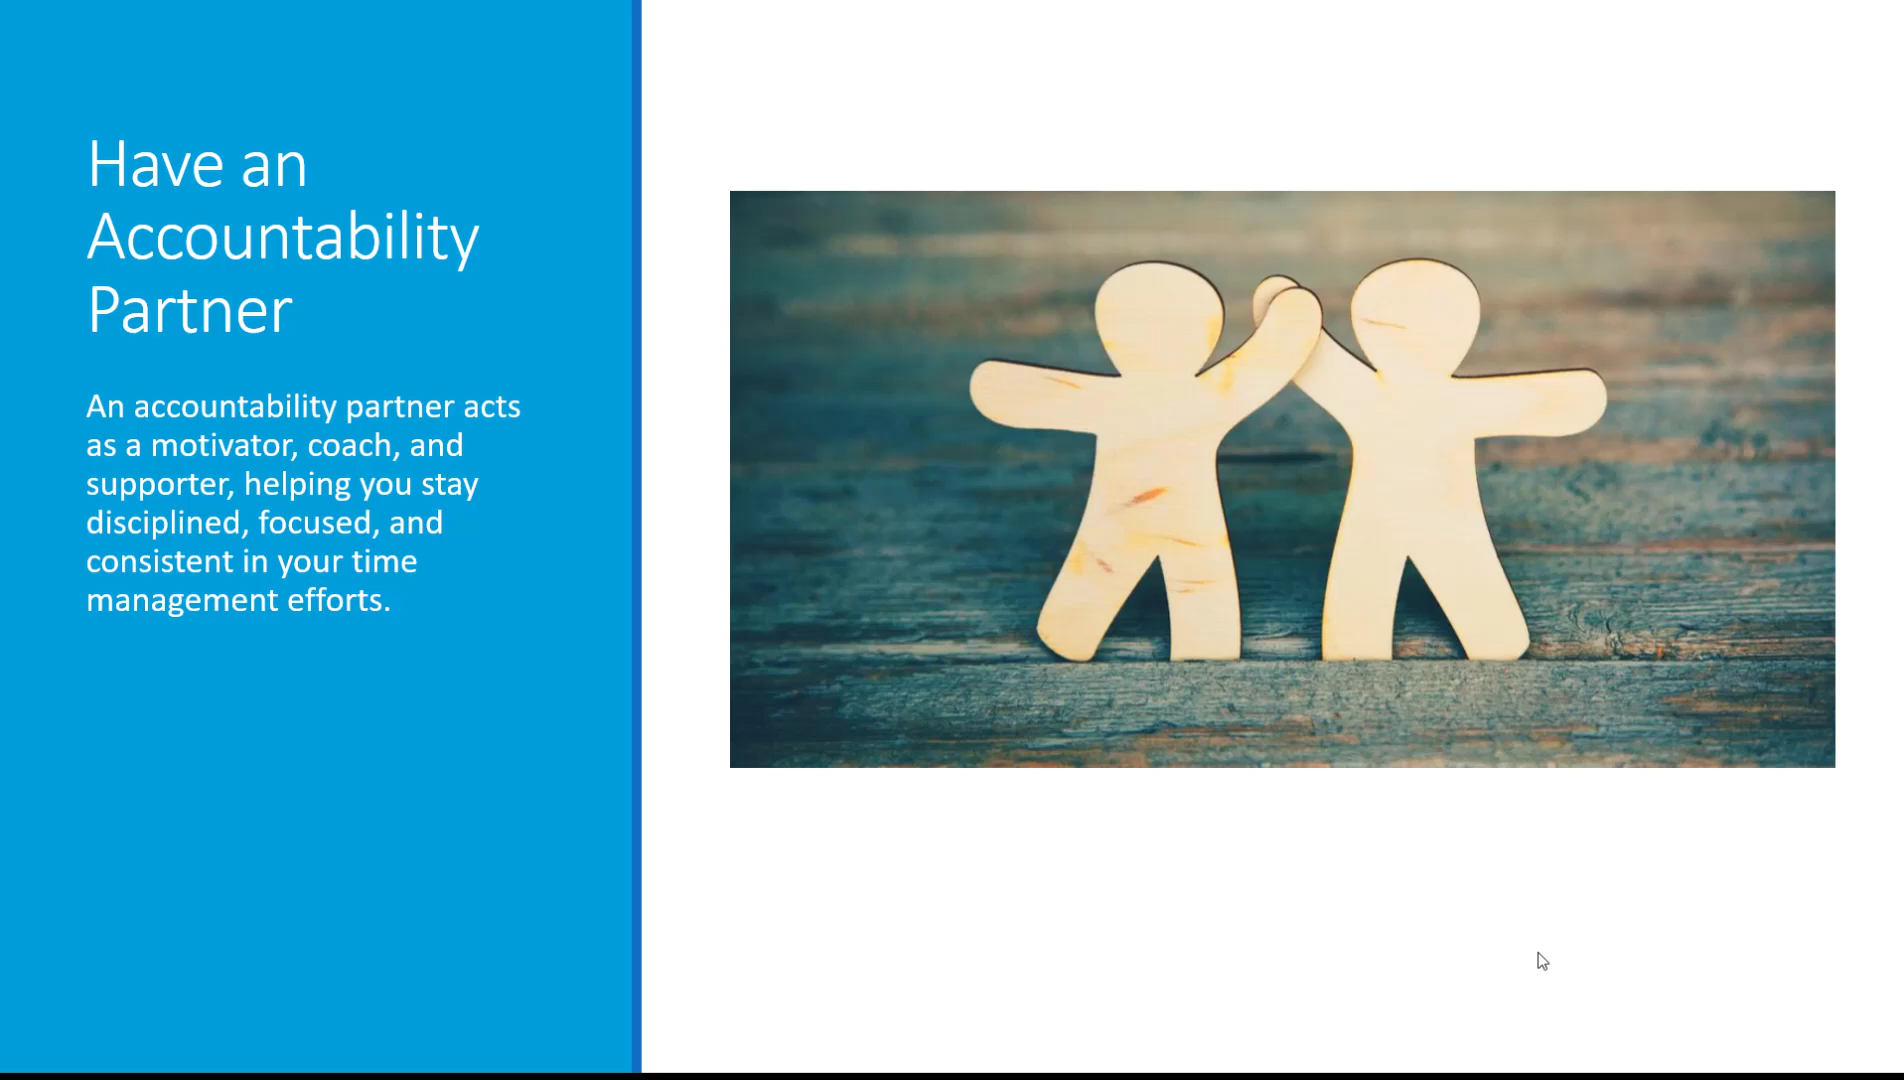 Have an
Accountability
Partner
An accountability partner acts
as a motivator, coach, and
supporter, helping you stay
disciplined, focused, and
consistent in your time
management efforts.